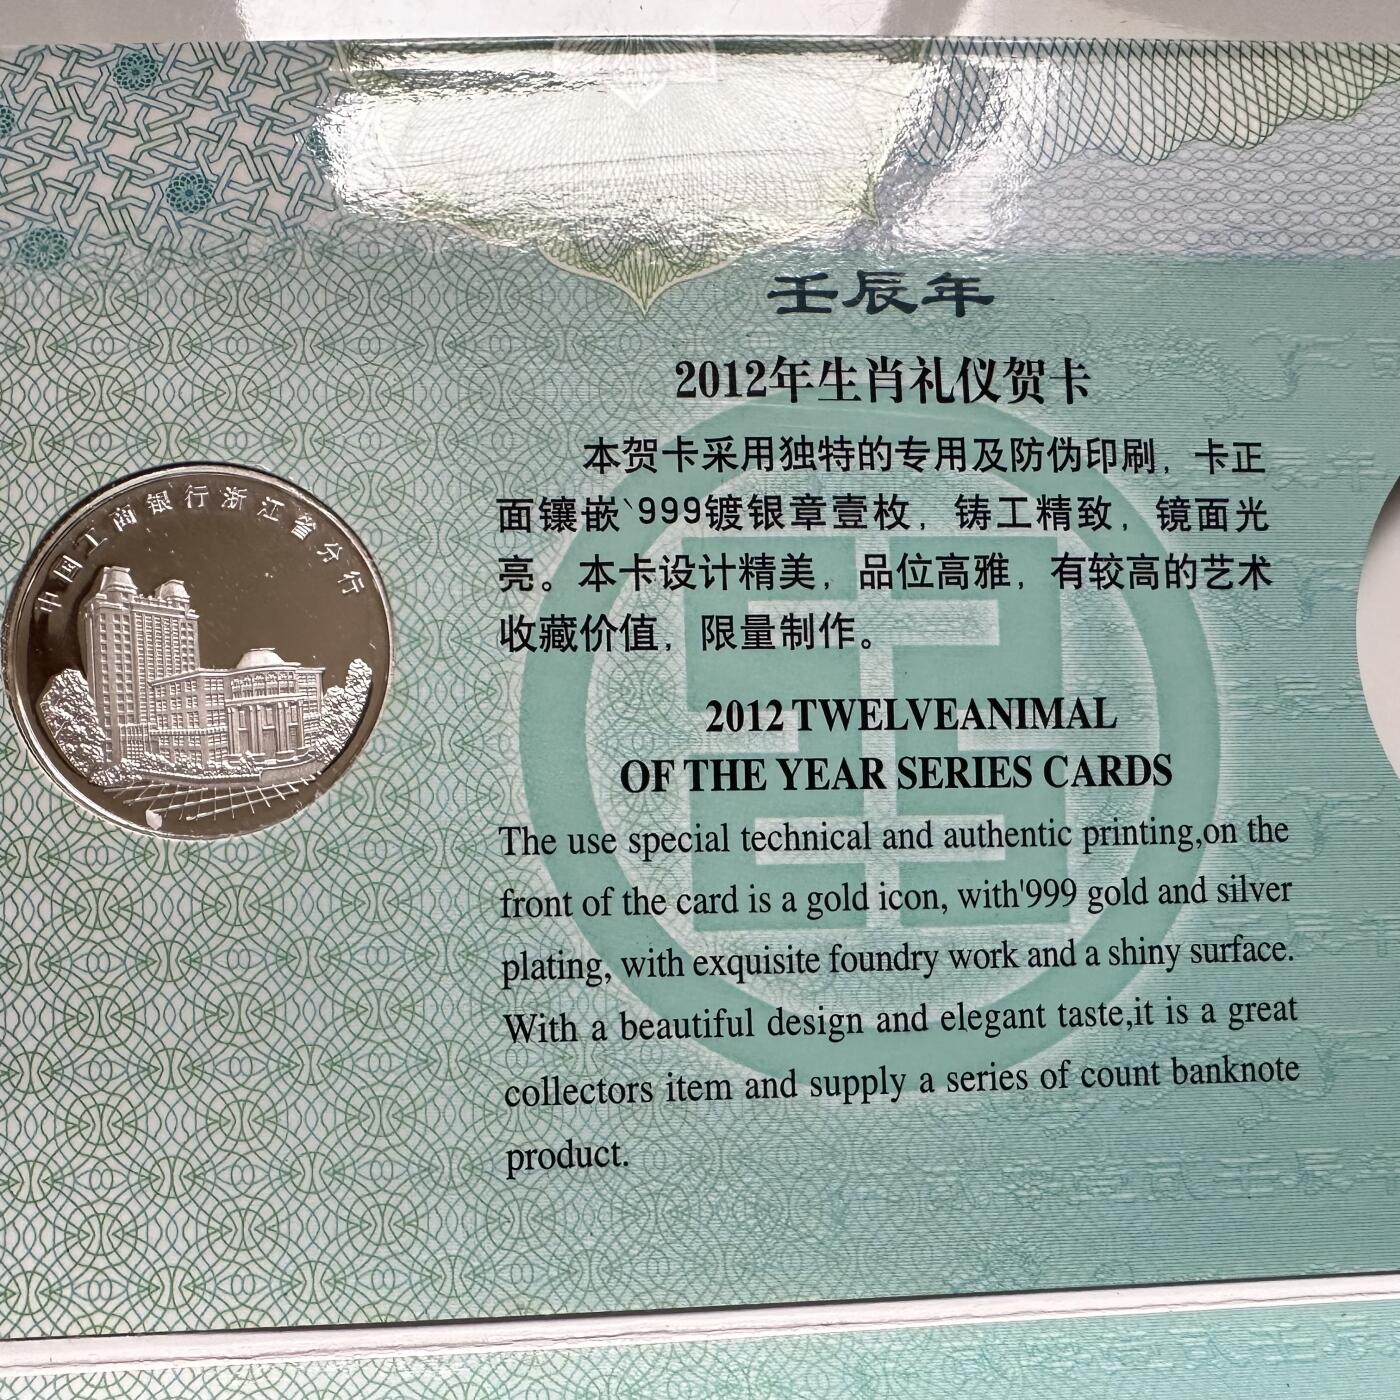 中国工商银行浙江省分行
壬辰年
2012年生肖礼仪贺卡
本贺卡采用独特的专用及防伪印刷，卡正
面镶嵌`999镀银章壹枚，铸工精致，镜面光
亮。本卡设计精美，品位高雅，有较高的艺术
收藏价值，限量制作。
2012 TWELVEANIMAL
OF THE YEAR SERIES CARDS
The use special technical and authentic printing,on the
front of the card is a gold icon, with'999 gold and silver
plating, with exquisite foundry work and a shiny surface.
With a beautiful design and elegant taste,it is a great
collectors item and supply a series of count banknote
product.